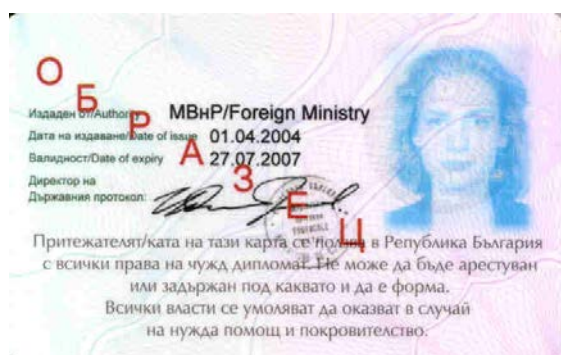 ОБРАЗЕЦ
Издаден от/Authority МВнР/Foreign Ministry
Дата на издаване/Date of issue 01.04.2004
Валидност/Date of expiry 27.07.2007
Директор на
Държавния протокол:
Притежателят/ката на тази карта се ползва в Република България
с всички права на чужд дипломат. Не може да бъде арестуван
или задържан под каквато и да е форма.
Всички власти се умоляват да оказват в случай
на нужда помощ и покровителство.